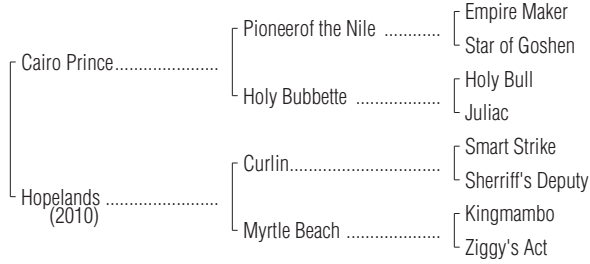 Empire Maker
Pioneerof the Nile ............
Star of Goshen
Cairo Prince.....................
Holy Bull
Holy Bubbette .................
Juliac
Smart Strike
Curlin..............................
Sherriff's Deputy
Hopelands .......................
(2010)
Kingmambo
Myrtle Beach ...................
Ziggy's Act